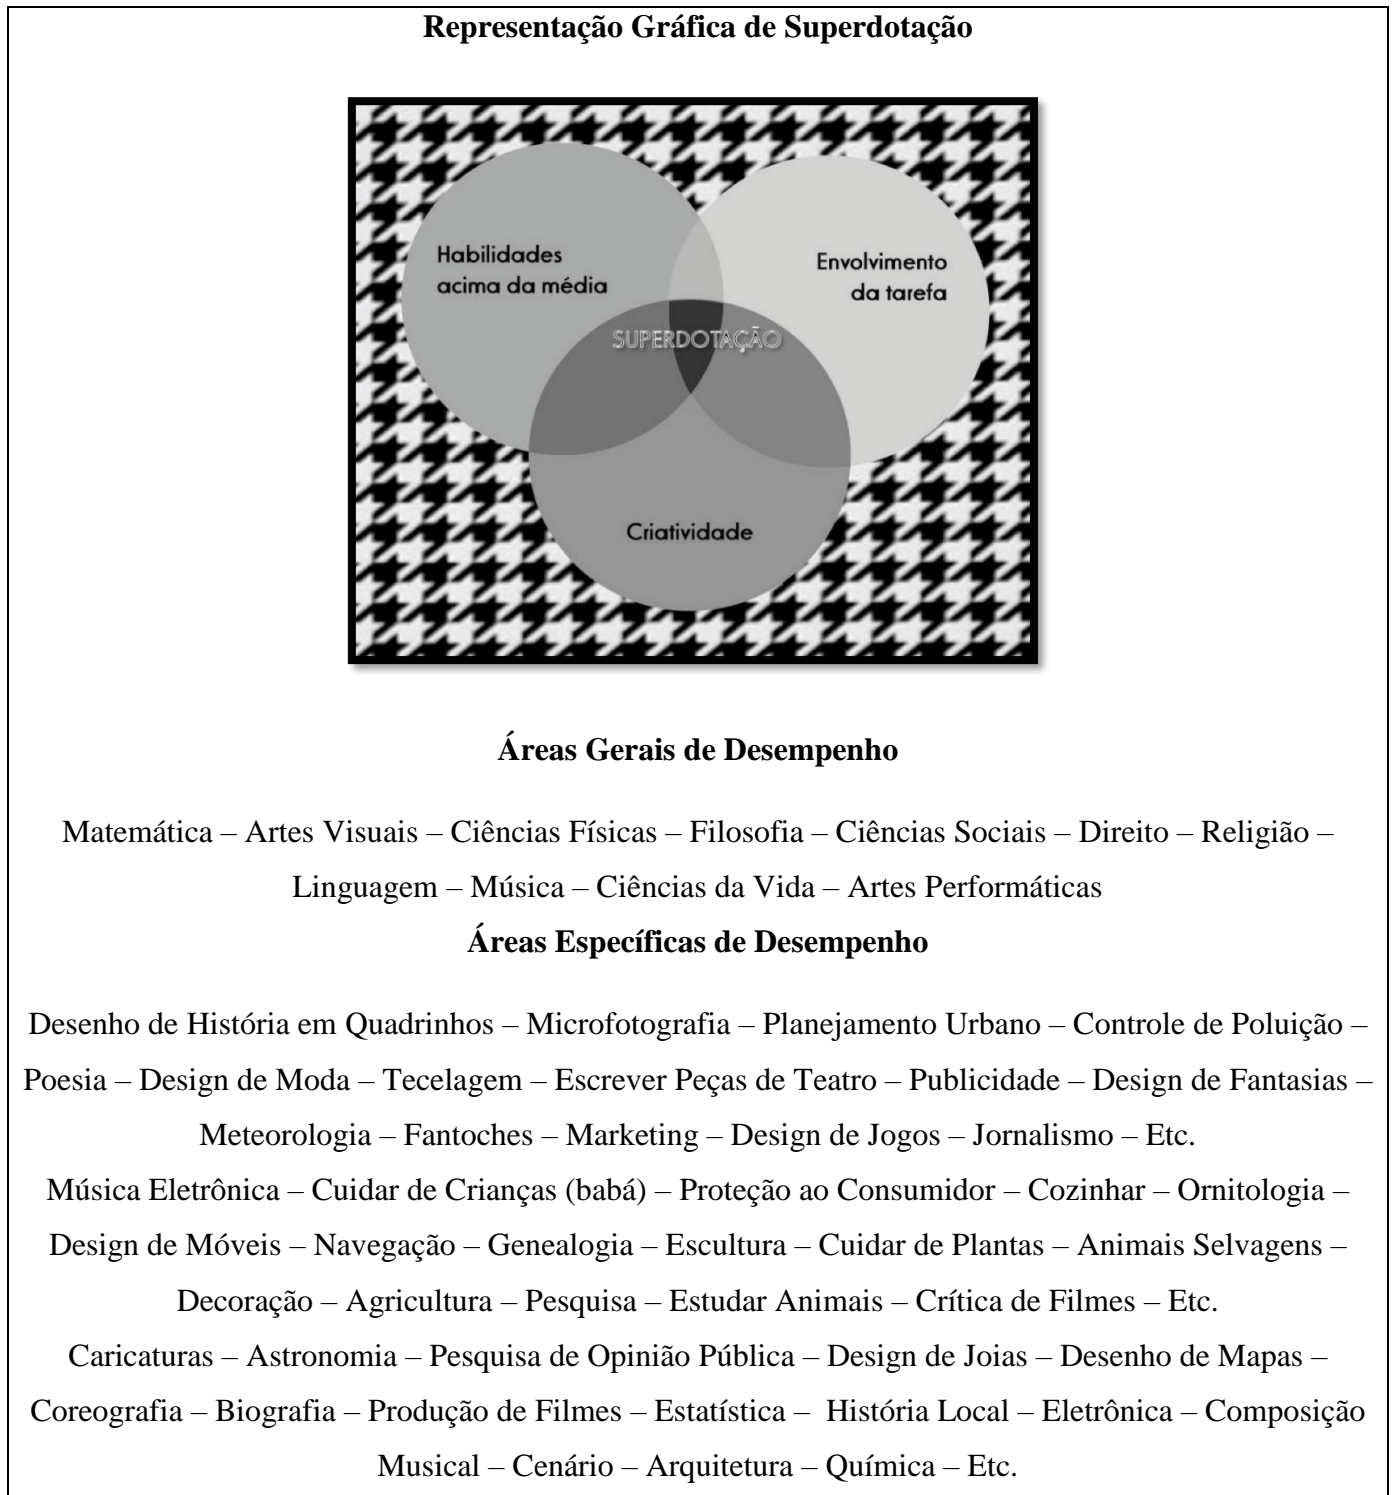 Representação Gráfica de Superdotação
Habilidades
acima da média
Envolvimento
da tarefa
SUPERDOTAÇÃO
Criatividade
Áreas Gerais de Desempenho
Matemática – Artes Visuais – Ciências Físicas – Filosofia – Ciências Sociais – Direito – Religião –
Linguagem – Música – Ciências da Vida – Artes Performáticas
Áreas Específicas de Desempenho
Desenho de História em Quadrinhos – Microfotografia – Planejamento Urbano – Controle de Poluição –
Poesia – Design de Moda – Tecelagem – Escrever Peças de Teatro – Publicidade – Design de Fantasias –
Meteorologia – Fantoches – Marketing – Design de Jogos – Jornalismo – Etc.
Música Eletrônica – Cuidar de Crianças (babá) – Proteção ao Consumidor – Cozinhar – Ornitologia –
Design de Móveis – Navegação – Genealogia – Escultura – Cuidar de Plantas – Animais Selvagens –
Decoração – Agricultura – Pesquisa – Estudar Animais – Crítica de Filmes – Etc.
Caricaturas – Astronomia – Pesquisa de Opinião Pública – Design de Joias – Desenho de Mapas –
Coreografia – Biografia – Produção de Filmes – Estatística – História Local – Eletrônica – Composição
Musical – Cenário – Arquitetura – Química – Etc.